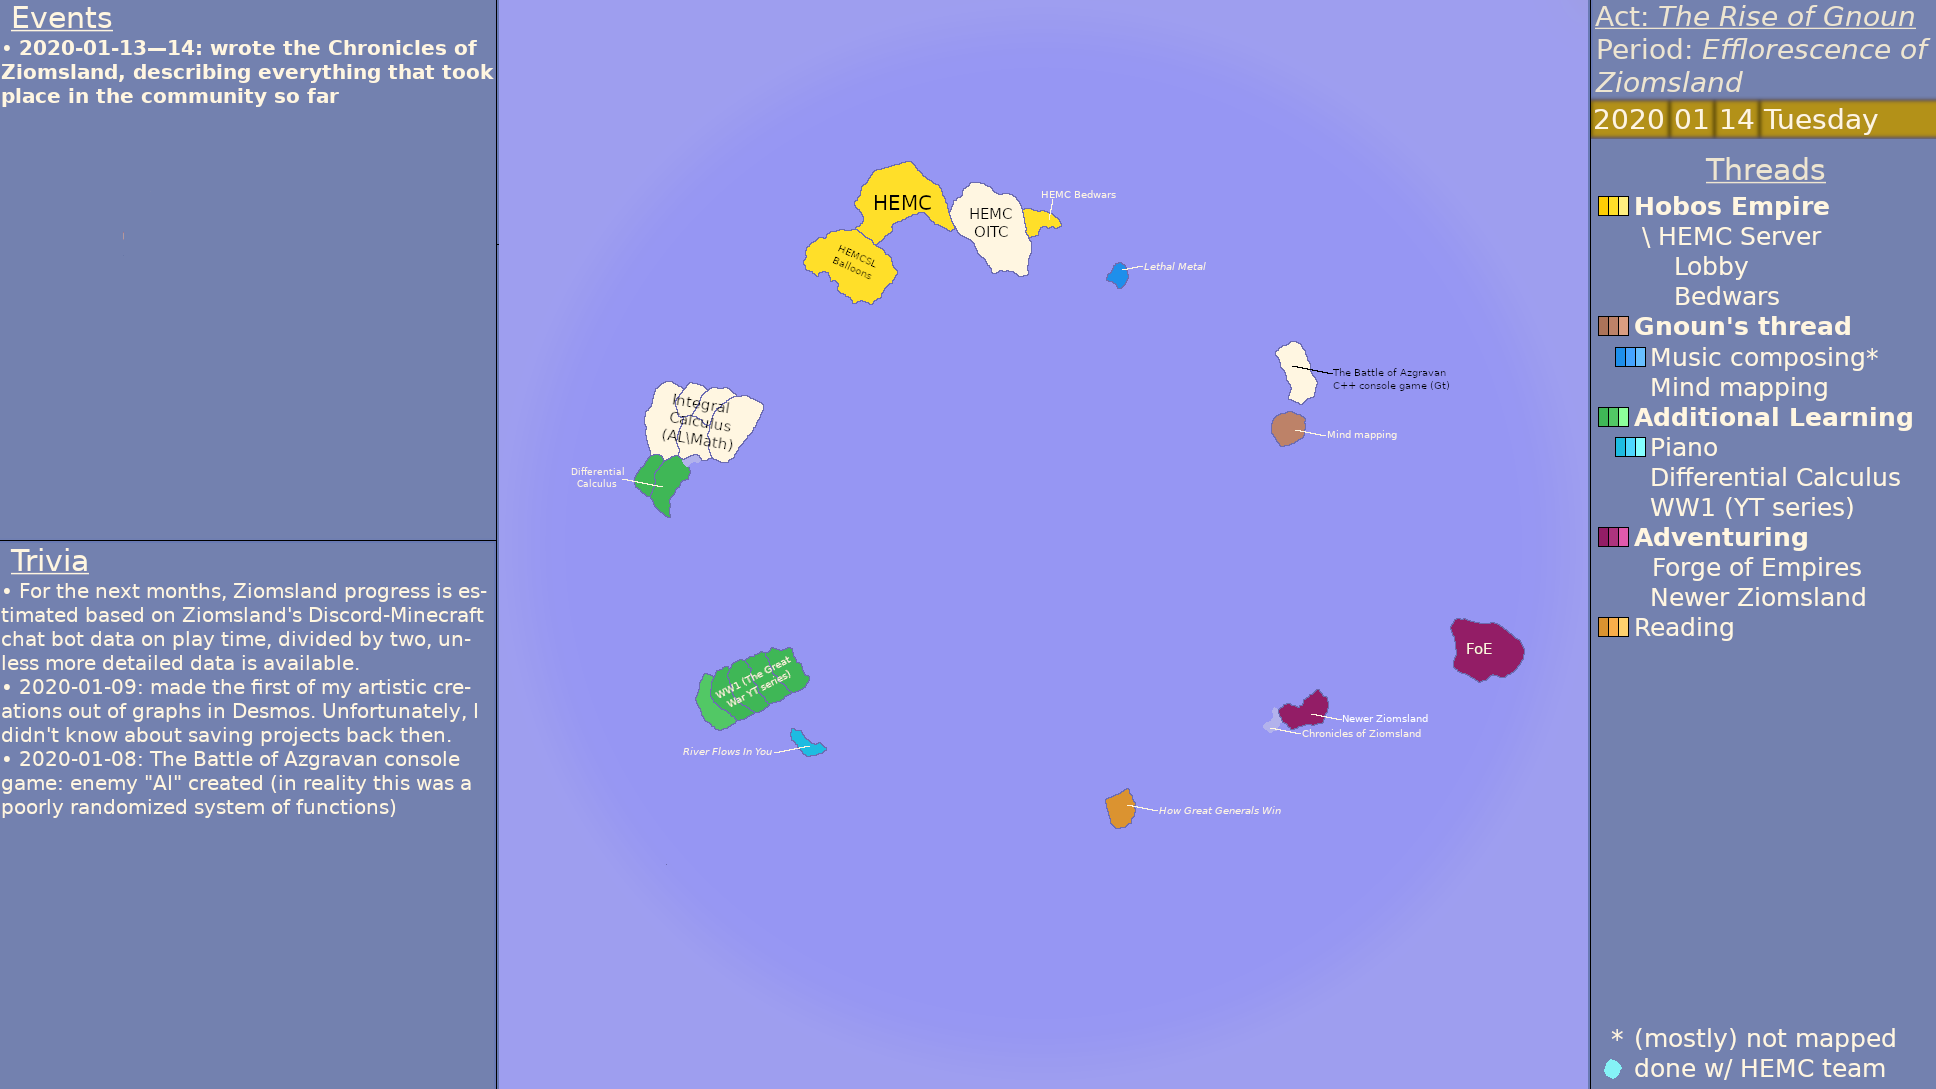 Events
• 2020-01-13—14: wrote the Chronicles of
Ziomsland, describing everything that took
place in the community so far
Trivia
• For the next months, Ziomsland progress is es-
timated based on Ziomsland's Discord-Minecraft
chat bot data on play time, divided by two, un-
less more detailed data is available.
• 2020-01-09: made the first of my artistic cre-
ations out of graphs in Desmos. Unfortunately, I
didn't know about saving projects back then.
• 2020-01-08: The Battle of Azgravan console
game: enemy "AI" created (in reality this was a
poorly randomized system of functions)
HEMC
HEMC
OITC
HEMC Bedwars
HEMCSL
Balloons
Lethal Metal
The Battle of Azgravan
C++ console game (Gt)
Mind mapping
Integral
Calculus
(AL\Math)
Differential
Calculus
WW1 (The Great
War YT series)
River Flows In You
FoE
Newer Ziomsland
Chronicles of Ziomsland
How Great Generals Win
Act: The Rise of Gnoun
Period: Efflorescence of
Ziomsland
2020 01 14 Tuesday
Threads
Hobos Empire
\ HEMC Server
Lobby
Bedwars
Gnoun's thread
Music composing*
Mind mapping
Additional Learning
Piano
Differential Calculus
WW1 (YT series)
Adventuring
Forge of Empires
Newer Ziomsland
Reading
* (mostly) not mapped
done w/ HEMC team